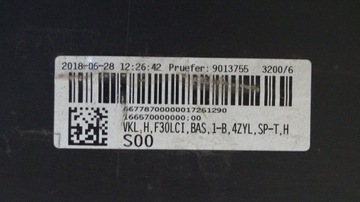 2018-06-28 12:26:42 Pruefer: 9013755 3200/6
66778700000017261290
166570000000;00
VKL,H,F30LCI,BAS,1-B,4ZYL,SP-T,H
S00